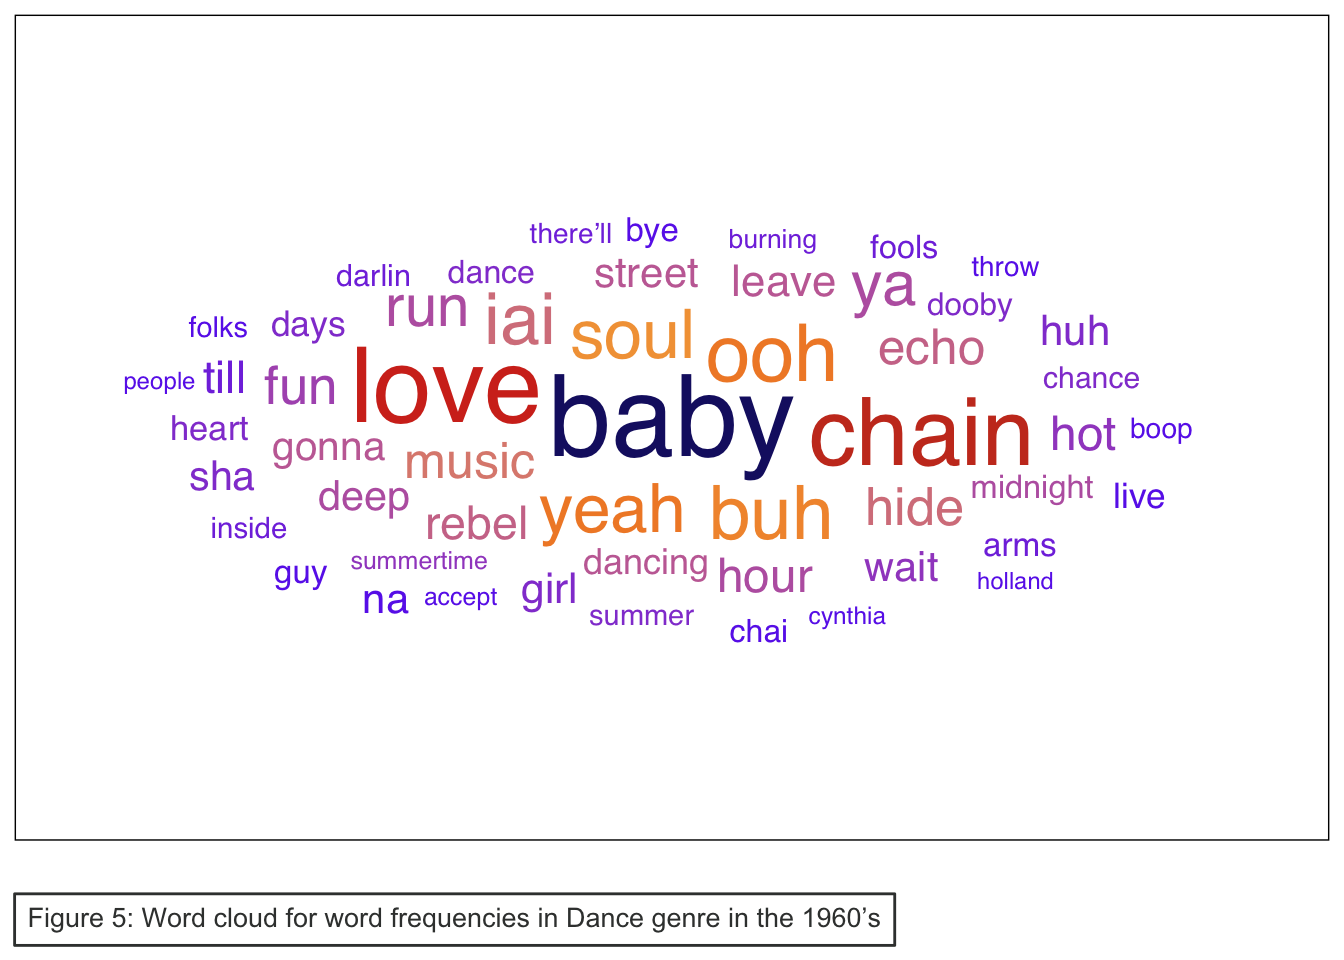 there’ll bye burning fools
darlin dance street leave ya throw
folks days run iai soul ooh dooby huh
people till fun love baby echo chance
heart gonna music chain hot boop
sha deep rebel yeah buh hide midnight live
inside summertime dancing hour wait arms
guy na accept girl summer chai cynthia holland
Figure 5: Word cloud for word frequencies in Dance genre in the 1960’s